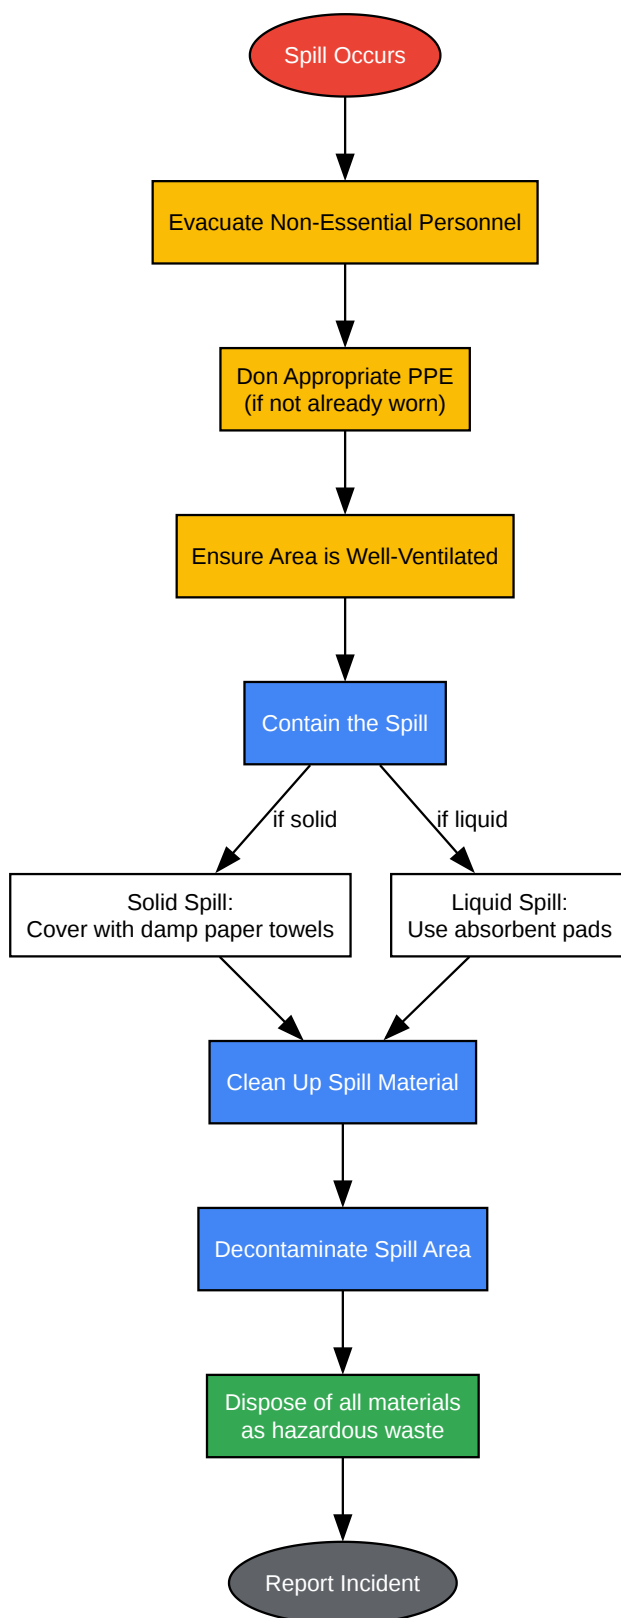 Spill Occurs
Evacuate Non-Essential Personnel
Don Appropriate PPE
(if not already worn)
Ensure Area is Well-Ventilated
Contain the Spill
if solid
if liquid
Solid Spill:
Cover with damp paper towels
Liquid Spill:
Use absorbent pads
Clean Up Spill Material
Decontaminate Spill Area
Dispose of all materials
as hazardous waste
Report Incident